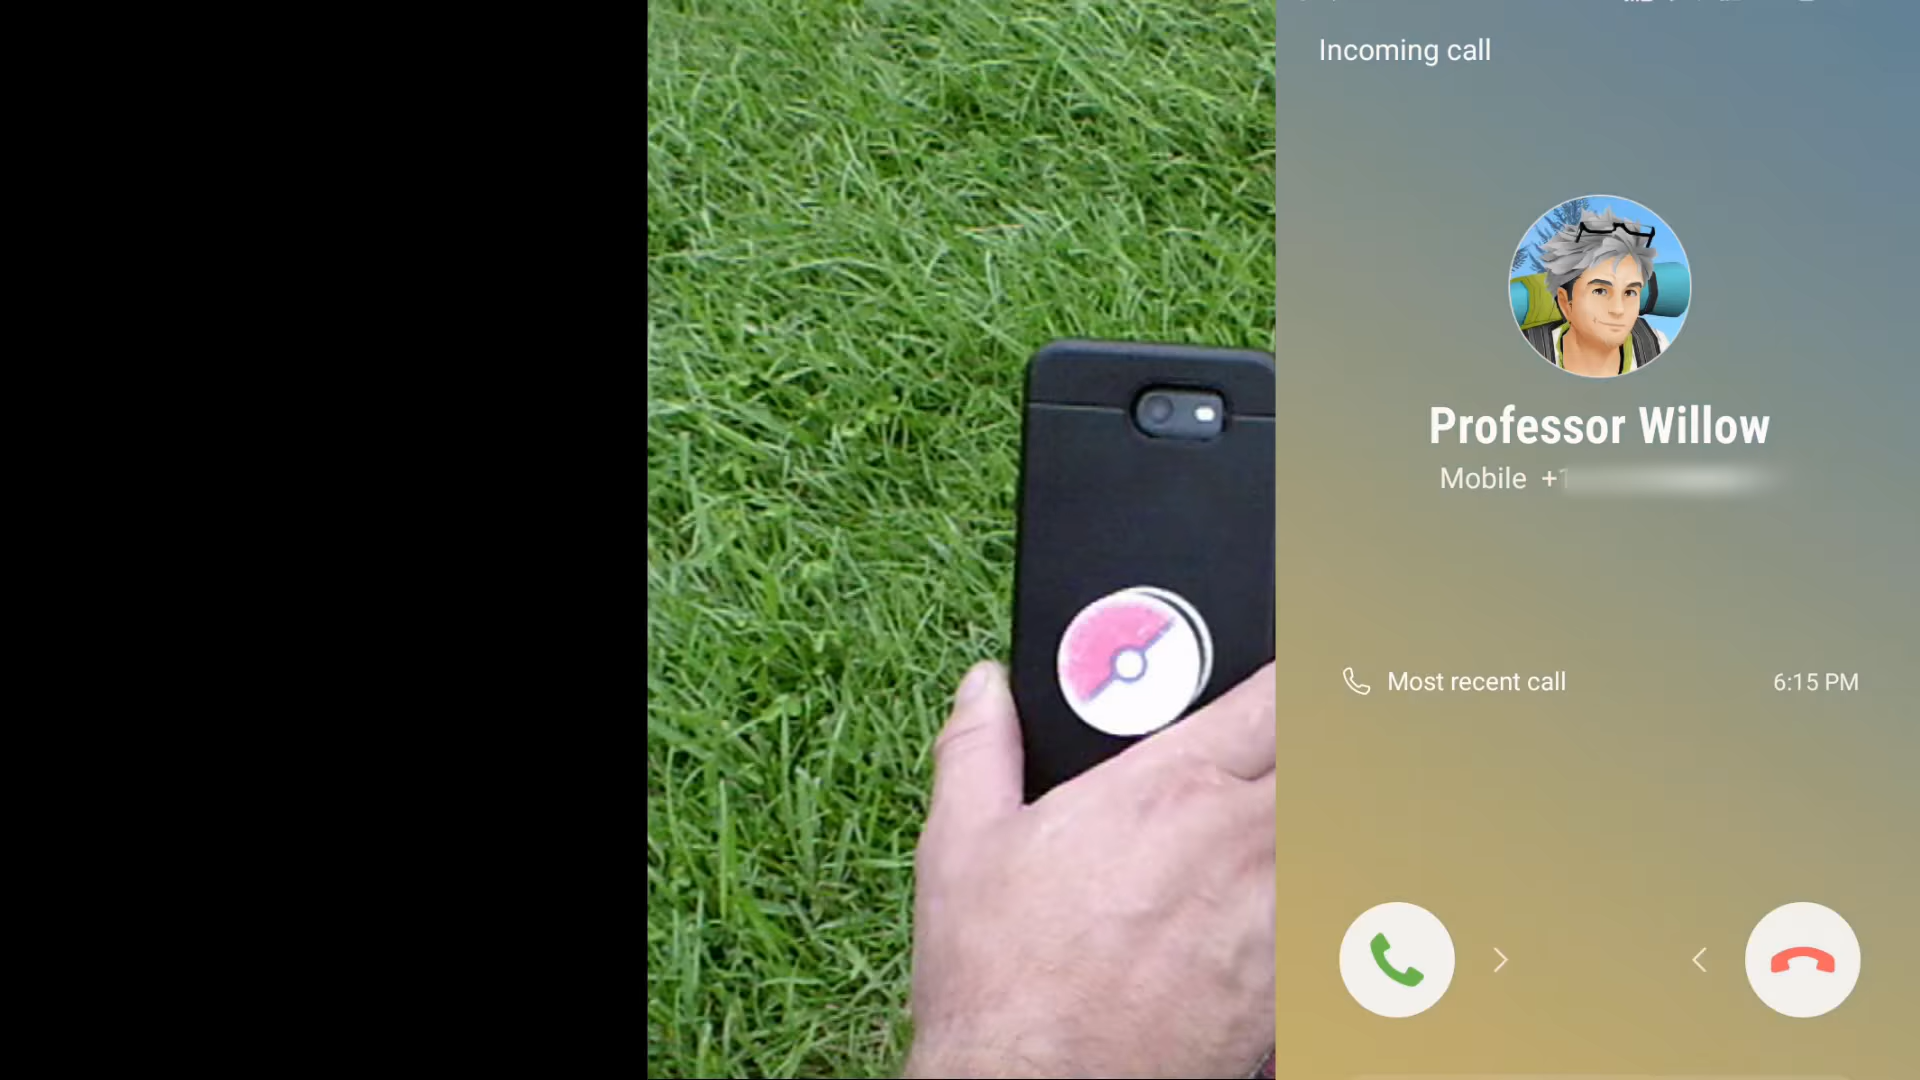 Incoming call
Professor Willow
Mobile +1
Most recent call
6:15 PM